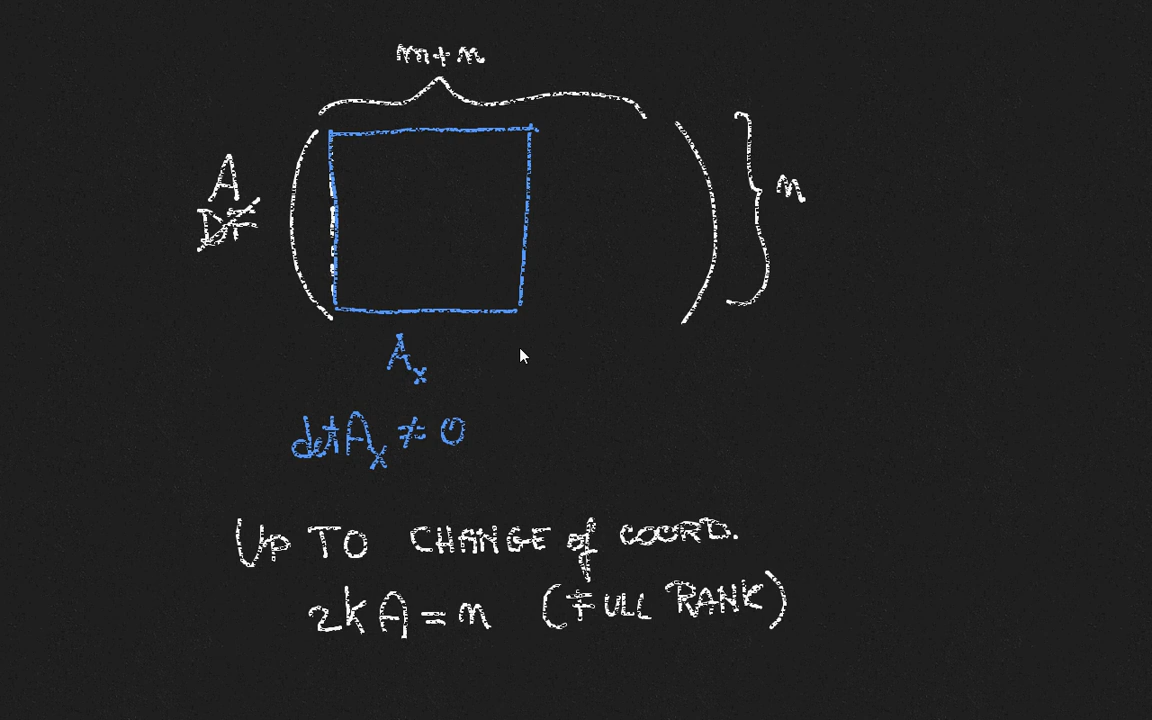 m+n
n
A
DF
Aₓ
det Aₓ ≠ 0
UP TO CHANGE of COORD.
rk A = n (FULL RANK)